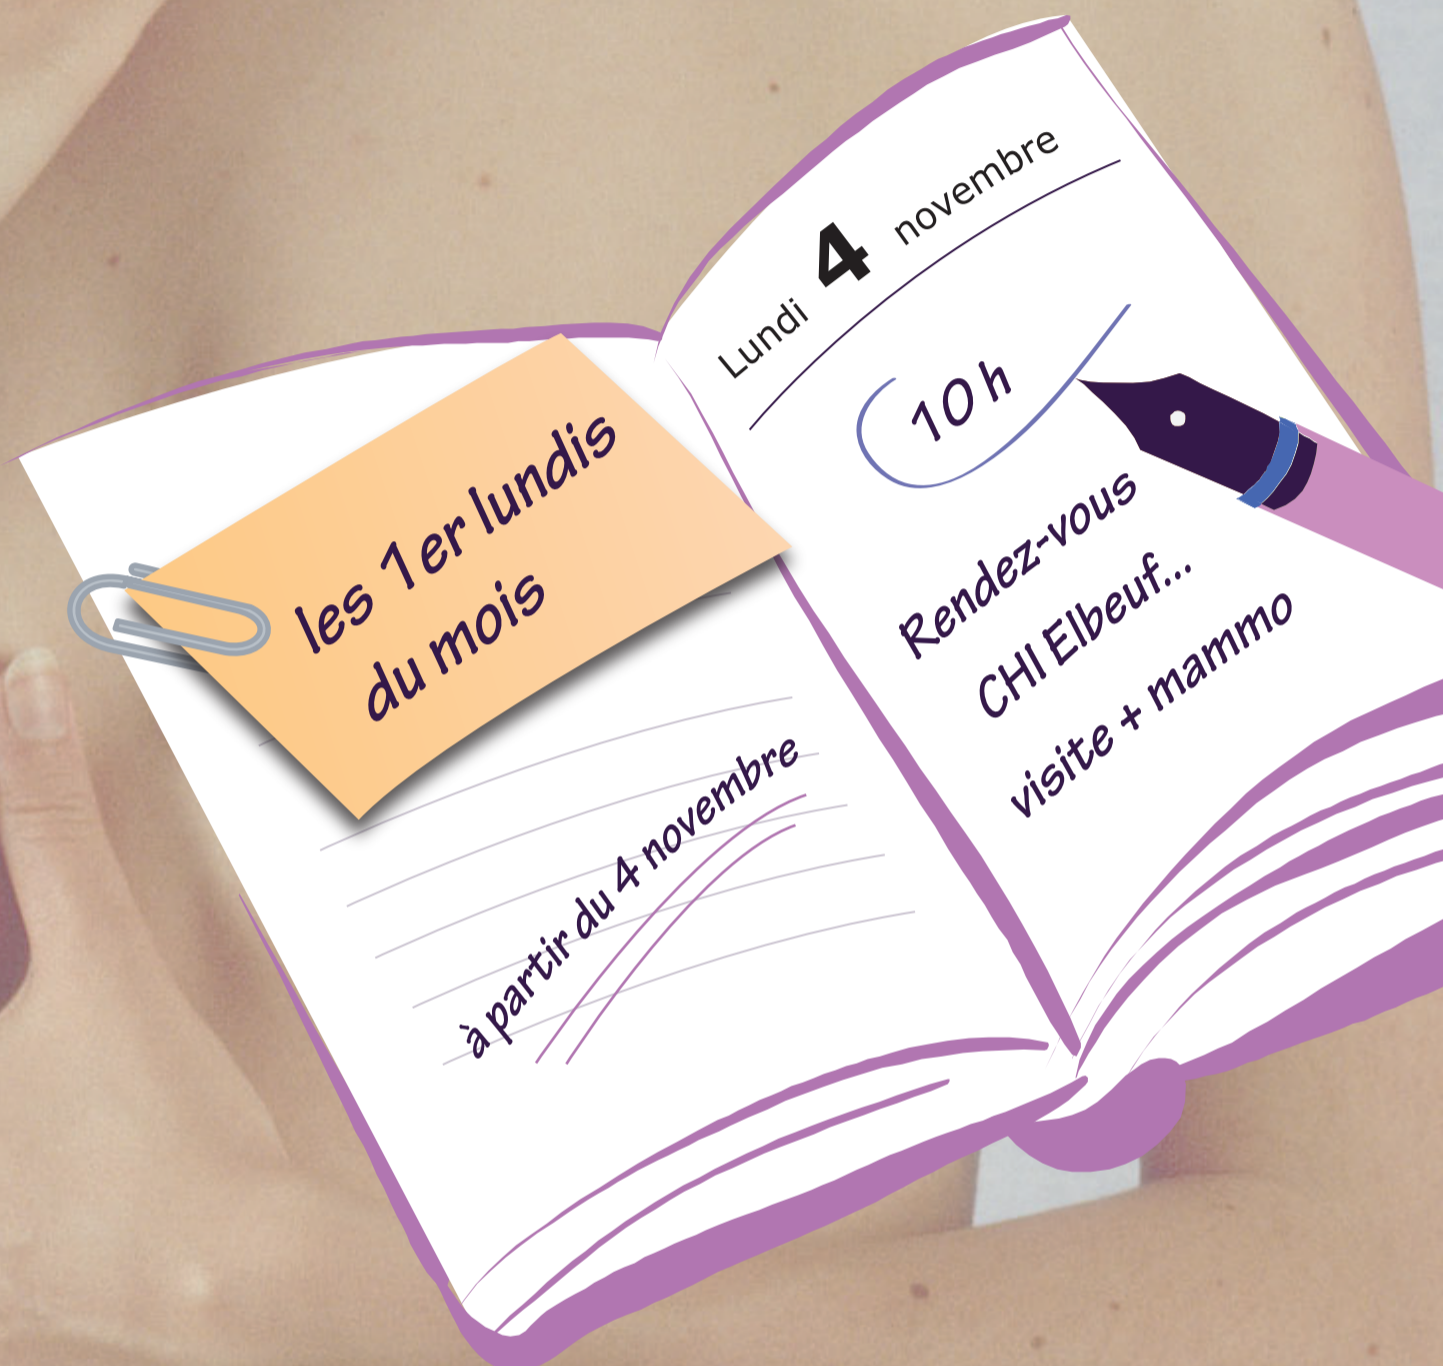 les 1er lundis
du mois
à partir du 4 novembre
Lundi 4 novembre
10 h
Rendez-vous
CHI Elbeuf...
visite + mammo